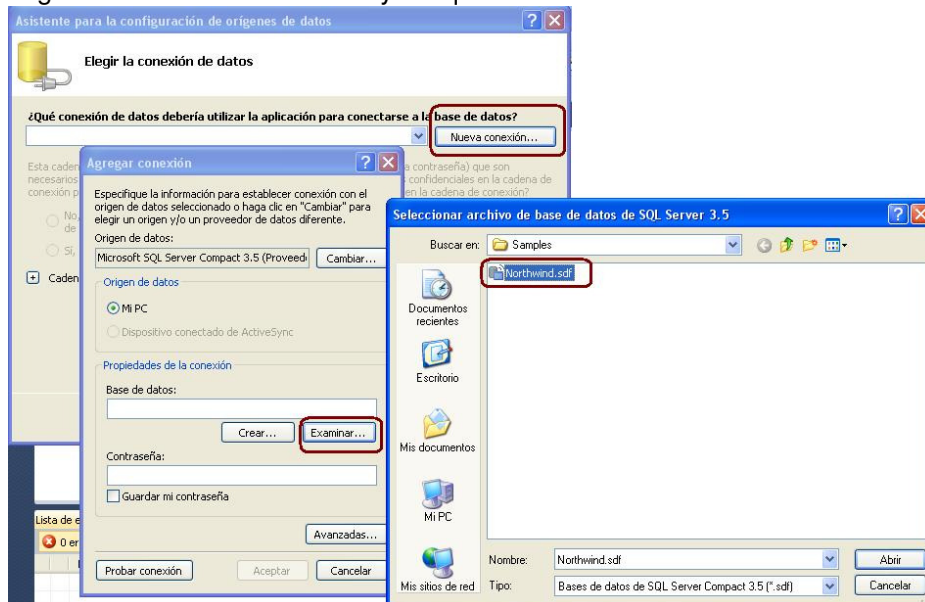 Asistente para la configuración de orígenes de datos
Elegir la conexión de datos
¿Qué conexión de datos debería utilizar la aplicación para conectarse a la base de datos?
Nueva conexión...
Esta caden
necesarios
conexión p
a contraseña) que son
confidenciales en la cadena de
en la cadena de conexión?
No,
de
Sí,
Caden
Agregar conexión
Especifique la información para establecer conexión con el
origen de datos seleccionado o haga clic en "Cambiar" para
elegir un origen y/o un proveedor de datos diferente.
Origen de datos:
Microsoft SQL Server Compact 3.5 (Proveed
Cambiar...
Origen de datos
Mi PC
Dispositivo conectado de ActiveSync
Propiedades de la conexión
Base de datos:
Crear...
Examinar...
Contraseña:
Guardar mi contraseña
Avanzadas...
Probar conexión
Aceptar
Cancelar
Lista de e
0 er
Seleccionar archivo de base de datos de SQL Server 3.5
Buscar en:
Samples
Northwind.sdf
Documentos
recientes
Escritorio
Mis documentos
Mi PC
Mis sitios de red
Nombre:
Northwind.sdf
Abrir
Tipo:
Bases de datos de SQL Server Compact 3.5 (*.sdf)
Cancelar